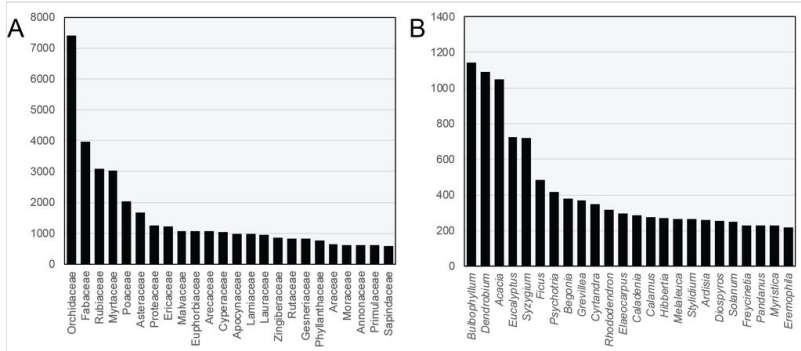 A
8000
7000
6000
5000
4000
3000
2000
1000
0
Orchidaceae
Fabaceae
Rubiaceae
Myrtaceae
Poaceae
Asteraceae
Proteaceae
Ericaceae
Malvaceae
Euphorbiaceae
Arecaceae
Cyperaceae
Apocynaceae
Lamiaceae
Lauraceae
Zingiberaceae
Rutaceae
Gesneriaceae
Phyllanthaceae
Araceae
Moraceae
Annonaceae
Primulaceae
Sapindaceae
B
1400
1200
1000
800
600
400
200
0
Bulbophyllum
Dendrobium
Acacia
Eucalyptus
Syzygium
Ficus
Psychotria
Begonia
Grevillea
Cyrtandra
Rhododendron
Elaeocarpus
Caladenia
Calamus
Hibbertia
Melaleuca
Stylidium
Ardisia
Diospyros
Solanum
Freycinetia
Pandanus
Myristica
Eremophila